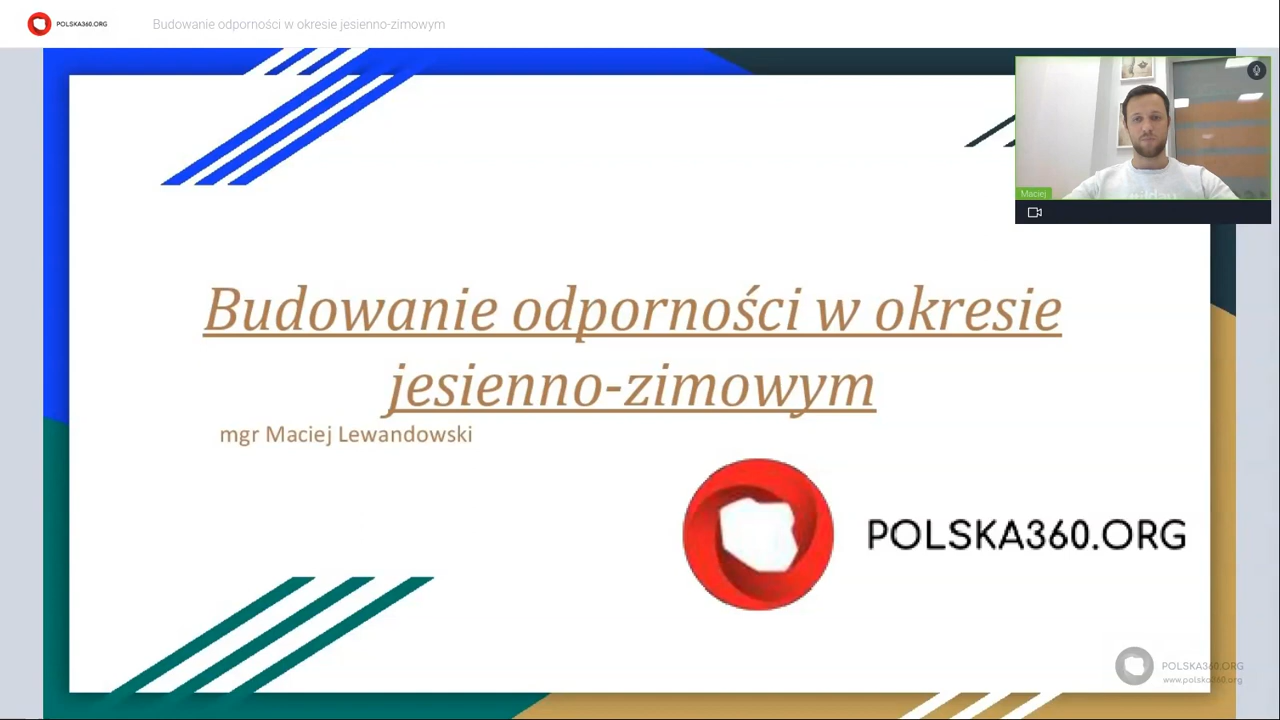 POLSKA360.ORG
Budowanie odporności w okresie jesienno-zimowym
Maciej
Budowanie odporności w okresie
jesienno-zimowym
mgr Maciej Lewandowski
POLSKA360.ORG
POLSKA360.ORG
www.polska360.org